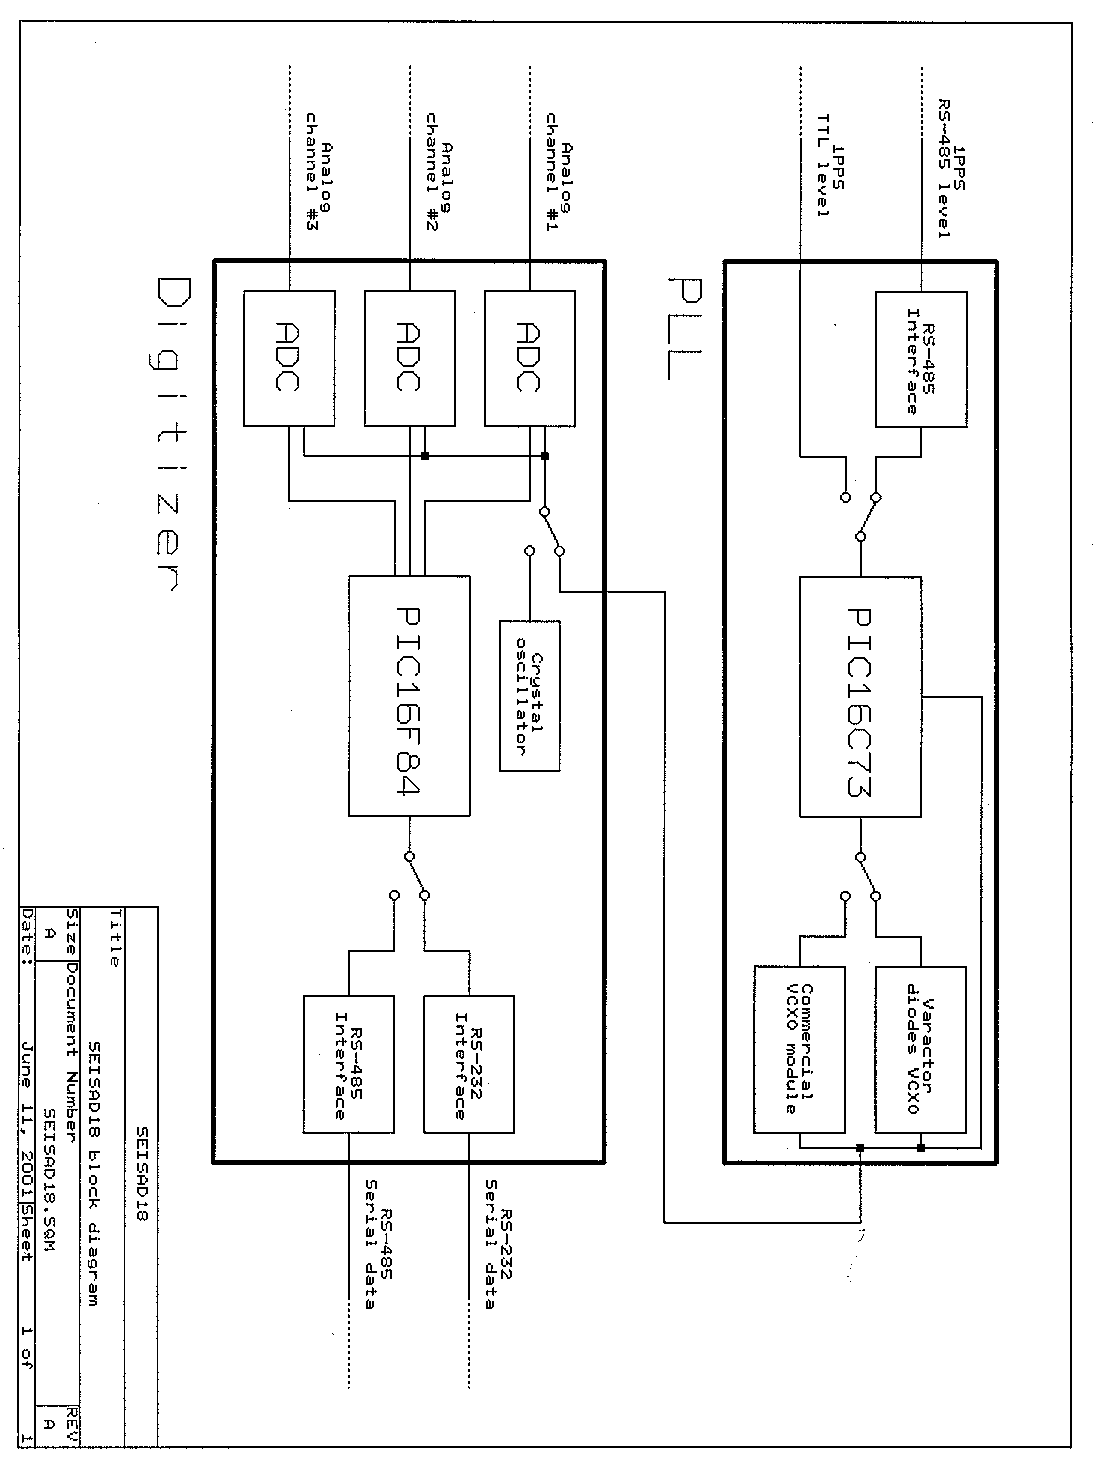 1PPS
RS-485 level
1PPS
TTL level
RS-485
Interface
PIC16C73
Varactor
diodes VCXO
Commercial
VCXO module
PLL
Analog
channel #1
Analog
channel #2
Analog
channel #3
ADC
ADC
ADC
Crystal
oscillator
PIC16F84
RS-232
Interface
RS-485
Interface
RS-232
Serial data
RS-485
Serial data
Digitizer
SEISAD18
Title
SEISAD18 block diagram
Size Document Number REV
A SEISAD18.SQM A
Date: June 11, 2001 Sheet 1 of 1